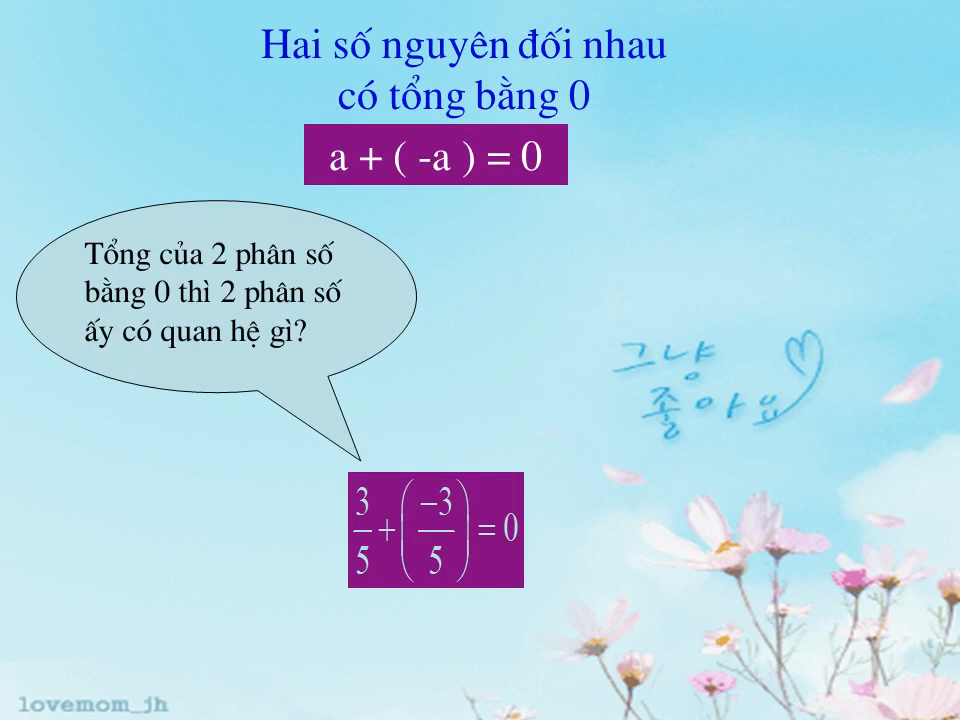 Hai số nguyên đối nhau
có tổng bằng 0
a + ( -a ) = 0
Tổng của 2 phân số
bằng 0 thì 2 phân số
ấy có quan hệ gì?
그냥
좋아요
3/5 + (-3/5) = 0
lovemom_jh